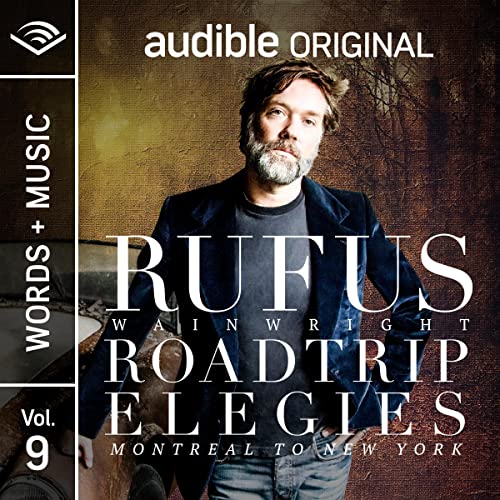 audible ORIGINAL
WORDS + MUSIC
Vol.
9
RUFUS
WAINWRIGHT
ROADTRIP
ELEGIES
MONTREAL TO NEW YORK